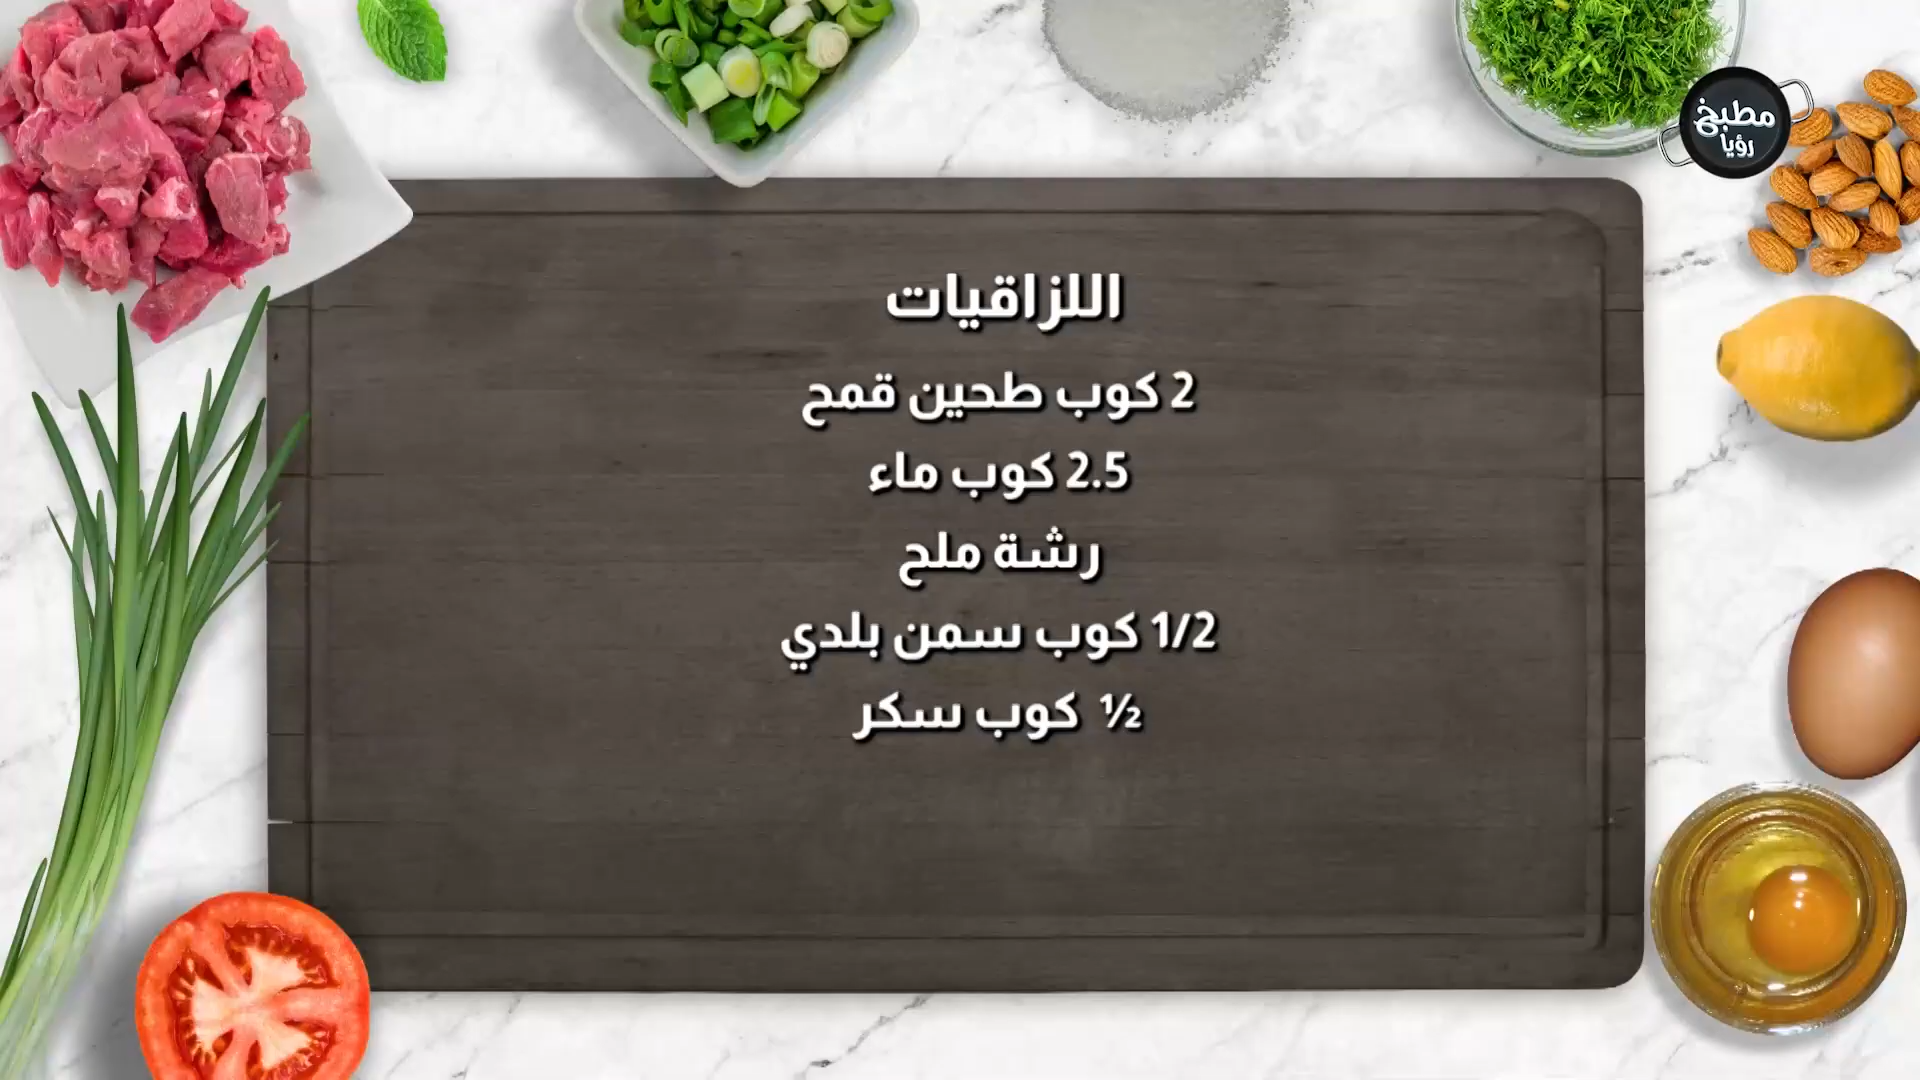 مطبخ
رؤيا
اللزاقيات
2 كوب طحين قمح
2.5 كوب ماء
رشة ملح
1/2 كوب سمن بلدي
½ كوب سكر